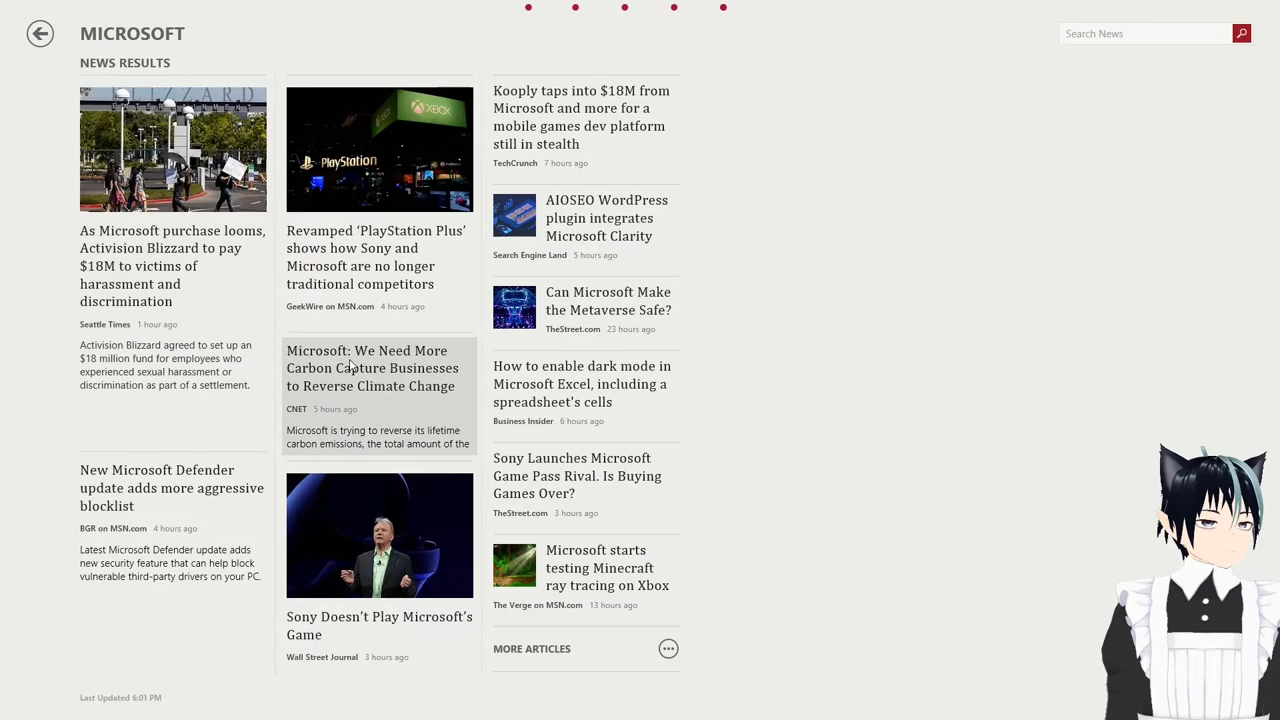 MICROSOFT
Search News
NEWS RESULTS
BLIZZARD
ENTERTAINMENT
As Microsoft purchase looms,
Activision Blizzard to pay
$18M to victims of
harassment and
discrimination
Seattle Times 1 hour ago
Activision Blizzard agreed to set up an
$18 million fund for employees who
experienced sexual harassment or
discrimination as part of a settlement.
New Microsoft Defender
update adds more aggressive
blocklist
BGR on MSN.com 4 hours ago
Latest Microsoft Defender update adds
new security feature that can help block
vulnerable third-party drivers on your PC.
Last Updated 6:01 PM
XBOX
PlayStation
Revamped ‘PlayStation Plus’
shows how Sony and
Microsoft are no longer
traditional competitors
GeekWire on MSN.com 4 hours ago
Microsoft: We Need More
Carbon Capture Businesses
to Reverse Climate Change
CNET 5 hours ago
Microsoft is trying to reverse its lifetime
carbon emissions, the total amount of the
Sony Doesn’t Play Microsoft’s
Game
Wall Street Journal 3 hours ago
Kooply taps into $18M from
Microsoft and more for a
mobile games dev platform
still in stealth
TechCrunch 7 hours ago
AIOSEO WordPress
plugin integrates
Microsoft Clarity
Search Engine Land 5 hours ago
Can Microsoft Make
the Metaverse Safe?
TheStreet.com 23 hours ago
How to enable dark mode in
Microsoft Excel, including a
spreadsheet's cells
Business Insider 6 hours ago
Sony Launches Microsoft
Game Pass Rival. Is Buying
Games Over?
TheStreet.com 3 hours ago
Microsoft starts
testing Minecraft
ray tracing on Xbox
The Verge on MSN.com 13 hours ago
MORE ARTICLES